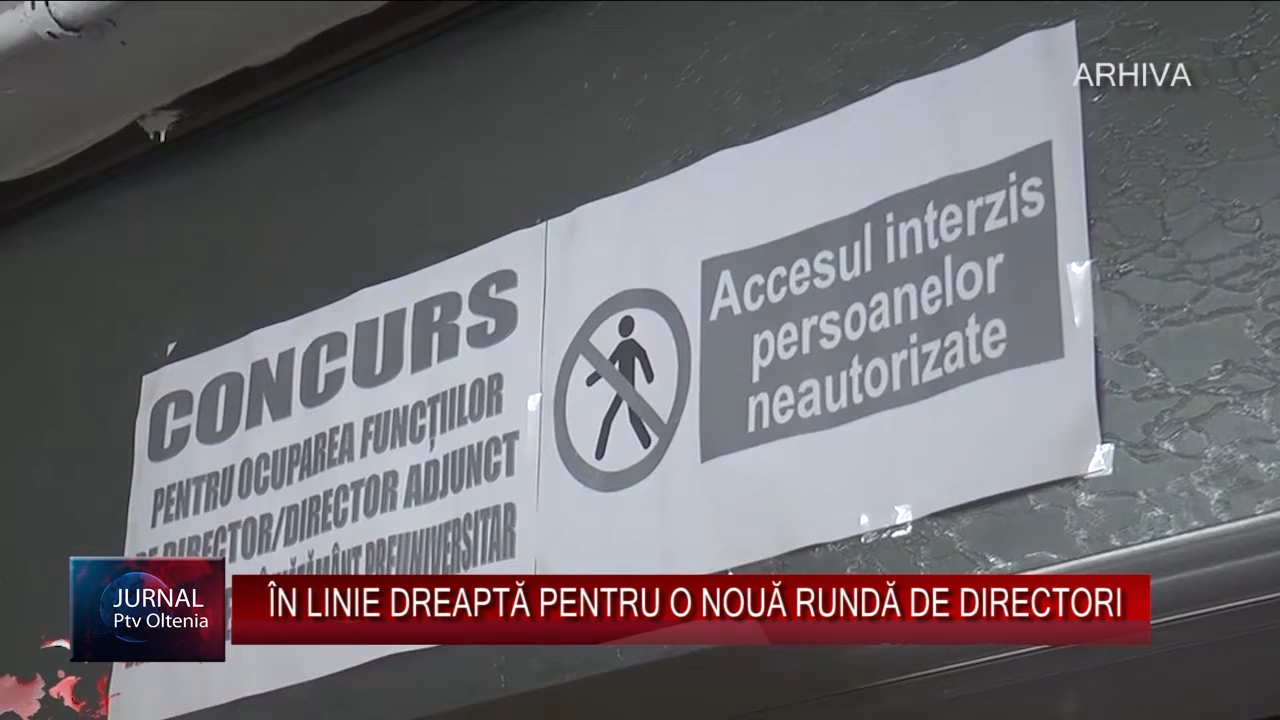 ARHIVA
CONCURS
PENTRU OCUPAREA FUNCȚIILOR
DIRECTOR/DIRECTOR ADJUNCT
PREUNIVERSITAR
Accesul interzis
persoanelor
neautorizate
JURNAL
Ptv Oltenia
ÎN LINIE DREAPTĂ PENTRU O NOUĂ RUNDĂ DE DIRECTORI